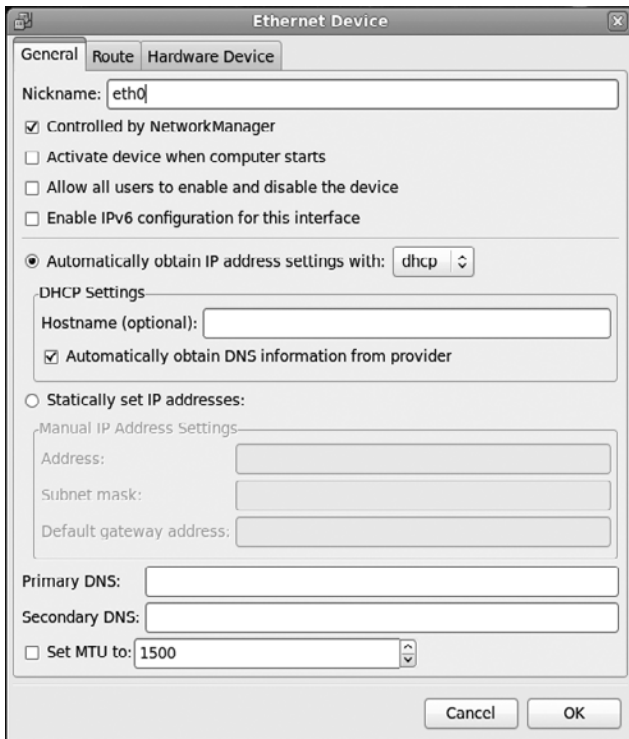 Ethernet Device
General Route Hardware Device
Nickname: eth0
Controlled by NetworkManager
Activate device when computer starts
Allow all users to enable and disable the device
Enable IPv6 configuration for this interface
Automatically obtain IP address settings with: dhcp
DHCP Settings
Hostname (optional):
Automatically obtain DNS information from provider
Statically set IP addresses:
Manual IP Address Settings
Address:
Subnet mask:
Default gateway address:
Primary DNS:
Secondary DNS:
Set MTU to: 1500
Cancel OK